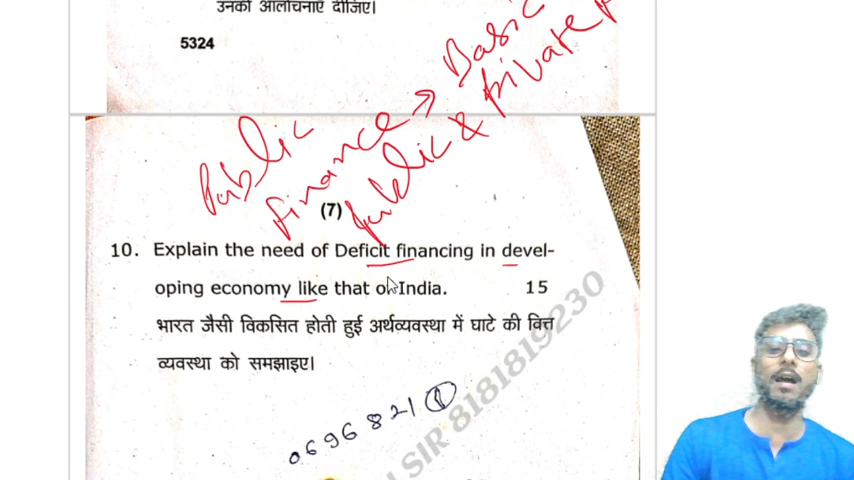 उनकी आलोचनाएँ दीजिए।
5324
Public finance → Basic
public & private
(7)
10. Explain the need of Deficit financing in devel-
oping economy like that of India. 15
भारत जैसी विकसित होती हुई अर्थव्यवस्था में घाटे की वित्त
व्यवस्था को समझाइए।
0696821
SIR 8181819230